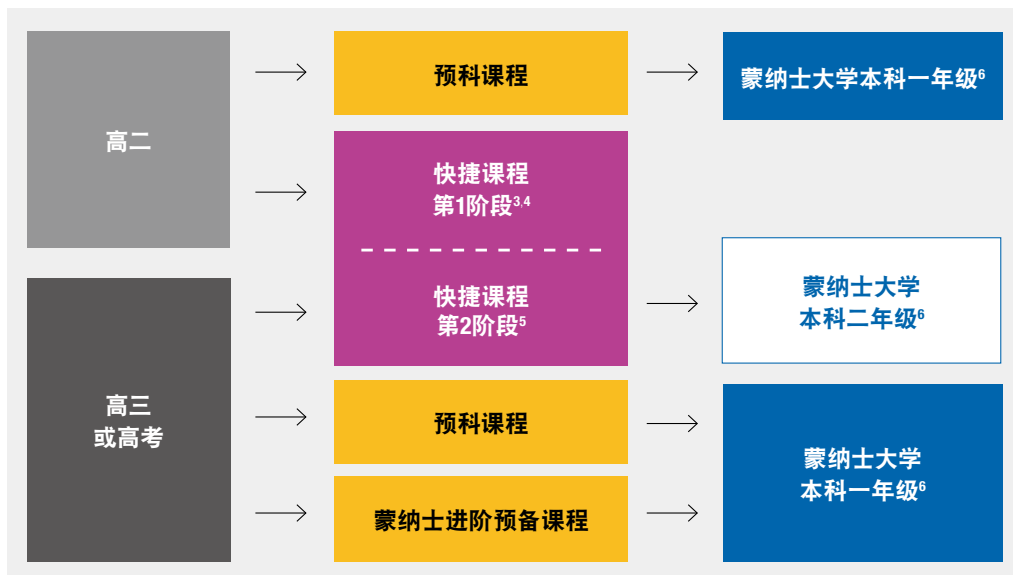 高二
预科课程
蒙纳士大学本科一年级⁶
快捷课程
第1阶段³,⁴
快捷课程
第2阶段⁵
蒙纳士大学
本科二年级⁶
高三
或高考
预科课程
蒙纳士大学
本科一年级⁶
蒙纳士进阶预备课程